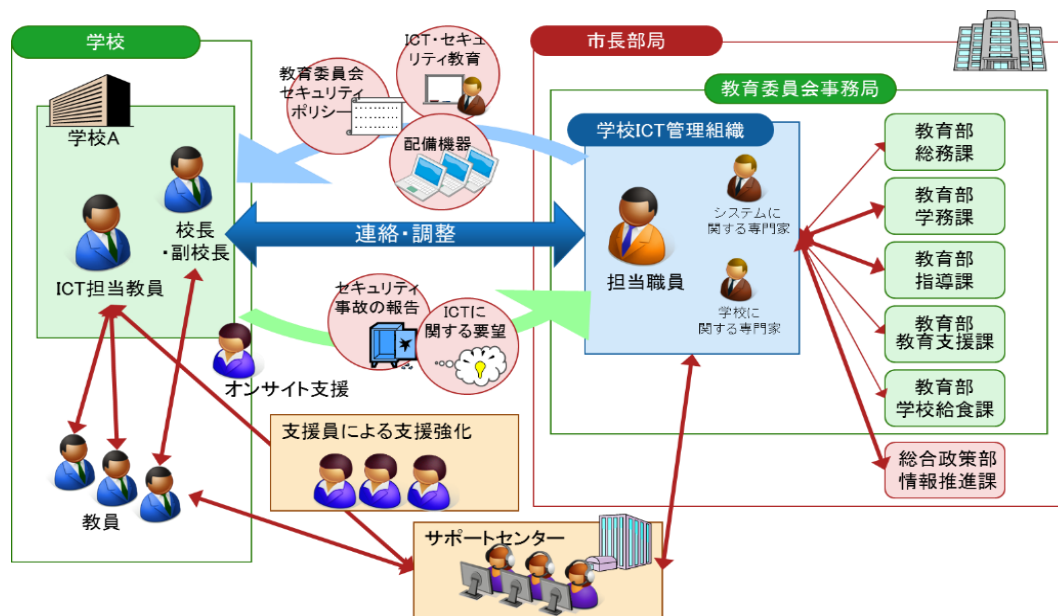 学校
学校A
校長
・副校長
ICT担当教員
教員
教育委員会
セキュリティ
ポリシー
ICT・セキュ
リティ教育
配備機器
連絡・調整
セキュリティ
事故の報告
ICTに
関する要望
オンサイト支援
支援員による支援強化
サポートセンター
市長部局
教育委員会事務局
学校ICT管理組織
担当職員
システムに
関する専門家
学校に
関する専門家
教育部
総務課
教育部
学務課
教育部
指導課
教育部
教育支援課
教育部
学校給食課
総合政策部
情報推進課